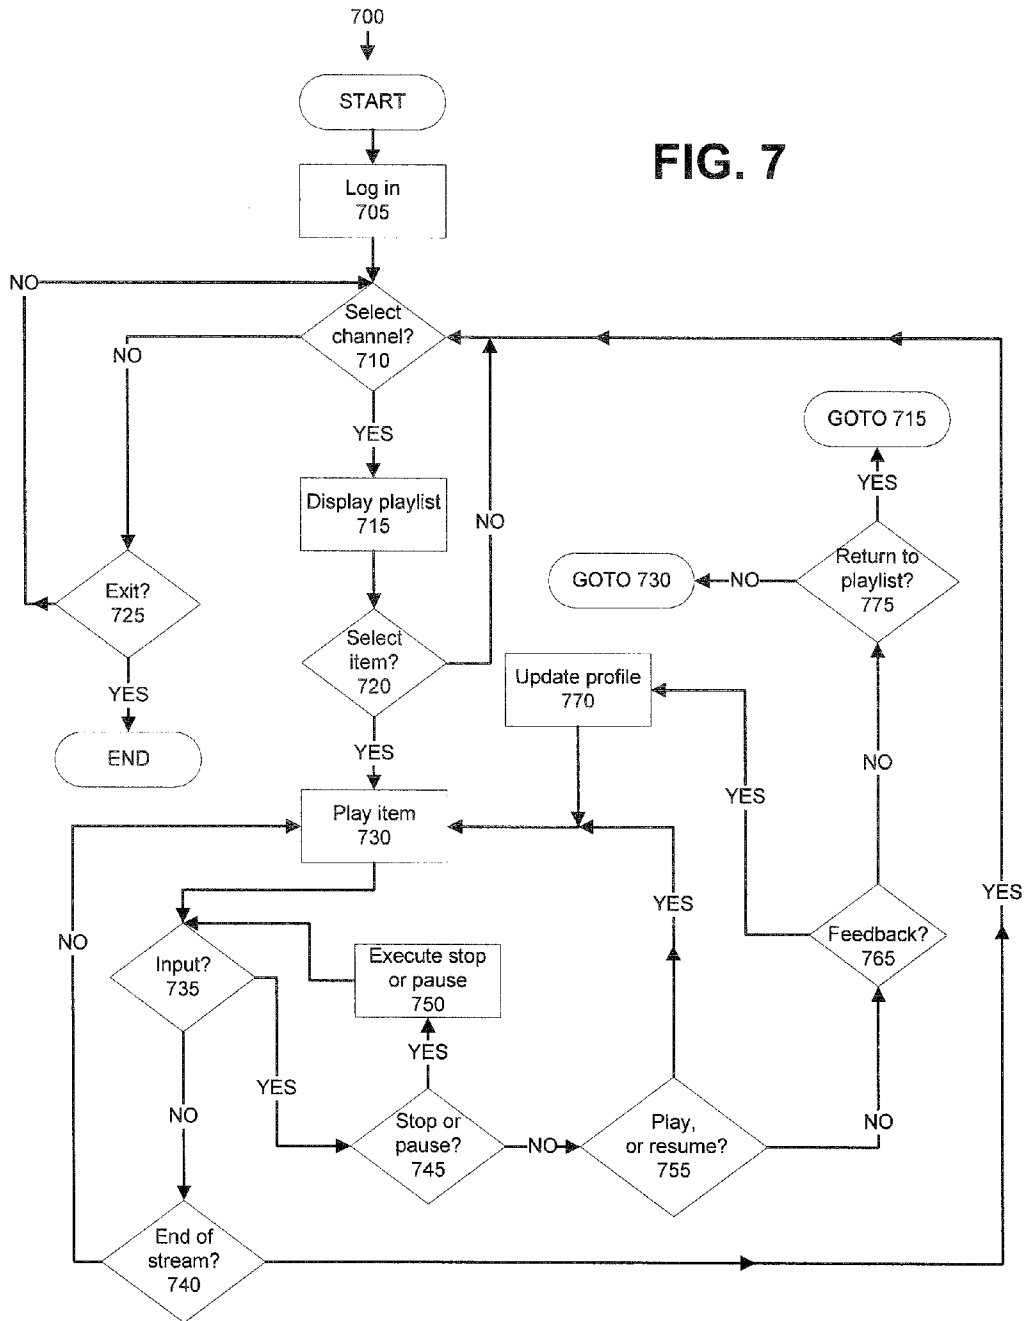 700
START
FIG. 7
Log in
705
NO
Select
channel?
710
NO
YES
GOTO 715
YES
Display playlist
715
NO
Return to
playlist?
775
GOTO 730
NO
Exit?
725
Select
item?
720
Update profile
770
YES
END
YES
NO
YES
Play item
730
YES
YES
NO
Feedback?
765
Input?
735
Execute stop
or pause
750
YES
YES
NO
Stop or
pause?
745
NO
Play,
or resume?
755
NO
End of
stream?
740